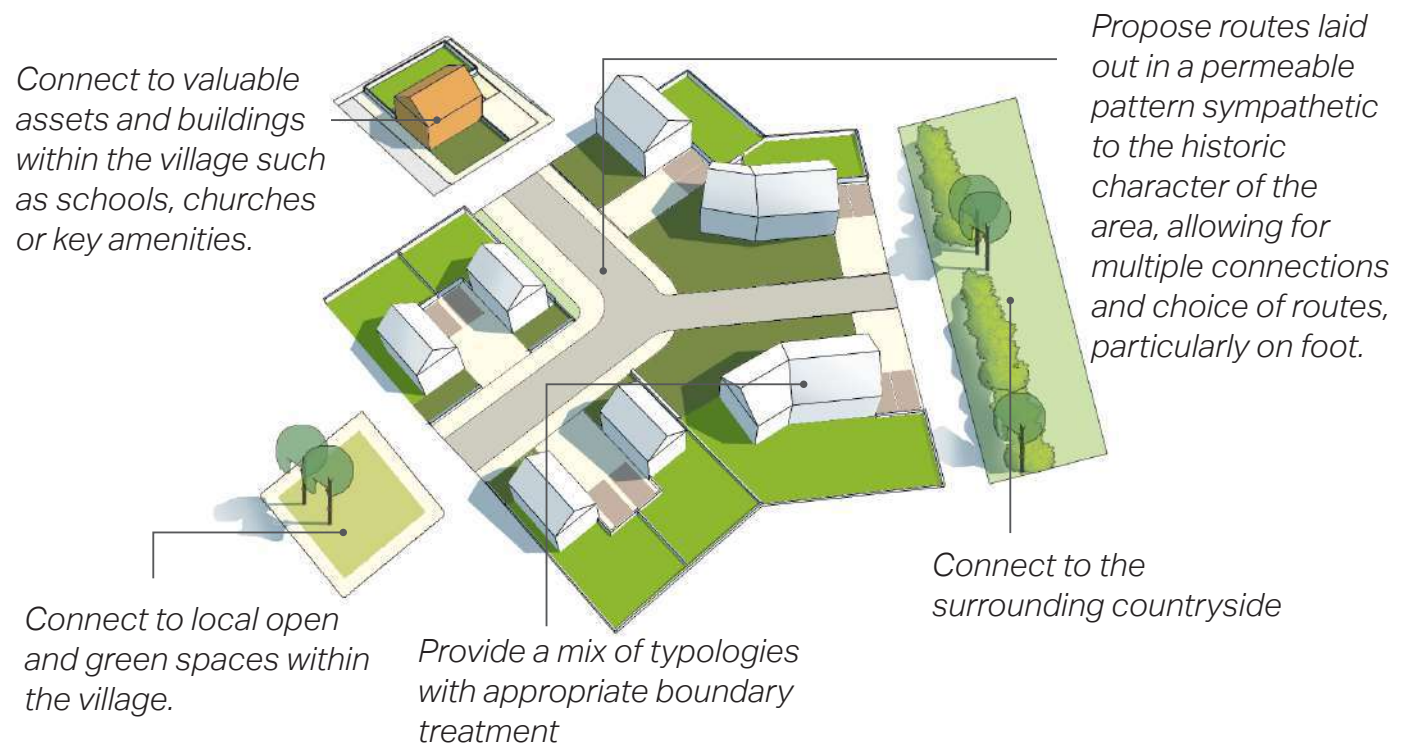 Connect to valuable
assets and buildings
within the village such
as schools, churches
or key amenities.
Propose routes laid
out in a permeable
pattern sympathetic
to the historic
character of the
area, allowing for
multiple connections
and choice of routes,
particularly on foot.
Connect to local open
and green spaces within
the village.
Provide a mix of typologies
with appropriate boundary
treatment
Connect to the
surrounding countryside